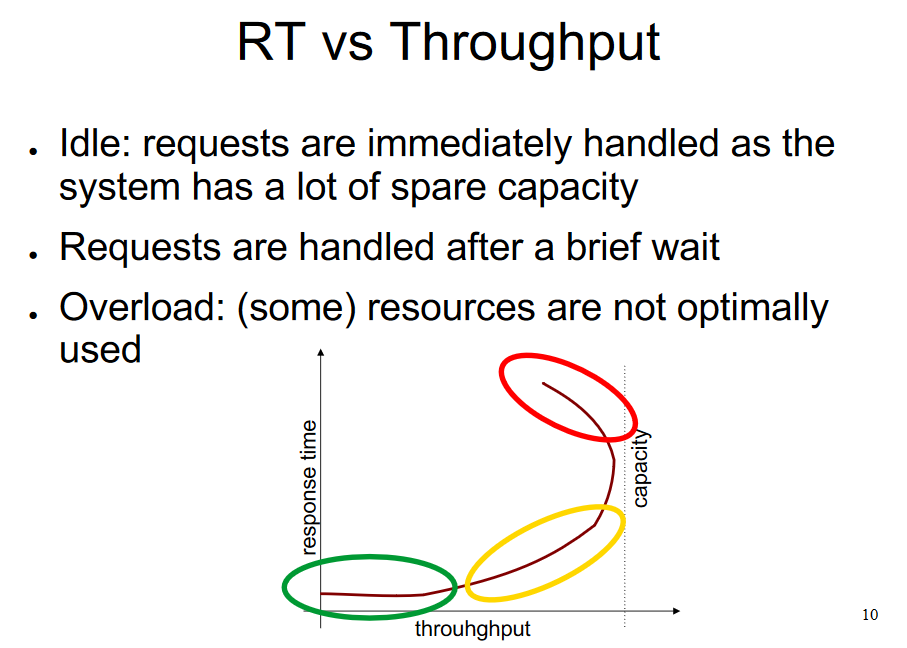 RT vs Throughput
● Idle: requests are immediately handled as the
system has a lot of spare capacity
● Requests are handled after a brief wait
● Overload: (some) resources are not optimally
used
response time
capacity
throuhghput
10